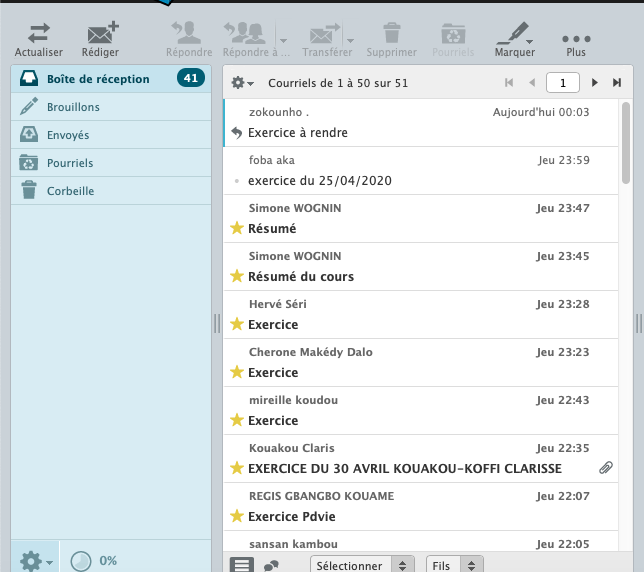 Actualiser Rédiger Répondre Répondre à ... Transférer Supprimer Pourriels Marquer Plus
Boîte de réception 41
Brouillons
Envoyés
Pourriels
Corbeille
0%
Courriels de 1 à 50 sur 51 1
zokounho . Aujourd'hui 00:03
Exercice à rendre
foba aka Jeu 23:59
exercice du 25/04/2020
Simone WOGNIN Jeu 23:47
Résumé
Simone WOGNIN Jeu 23:45
Résumé du cours
Hervé Séri Jeu 23:28
Exercice
Cherone Makédy Dalo Jeu 23:23
Exercice
mireille koudou Jeu 22:43
Exercice
Kouakou Claris Jeu 22:35
EXERCICE DU 30 AVRIL KOUAKOU-KOFFI CLARISSE
REGIS GBANGBO KOUAME Jeu 22:07
Exercice Pdvie
sansan kambou Jeu 22:05
Sélectionner Fils